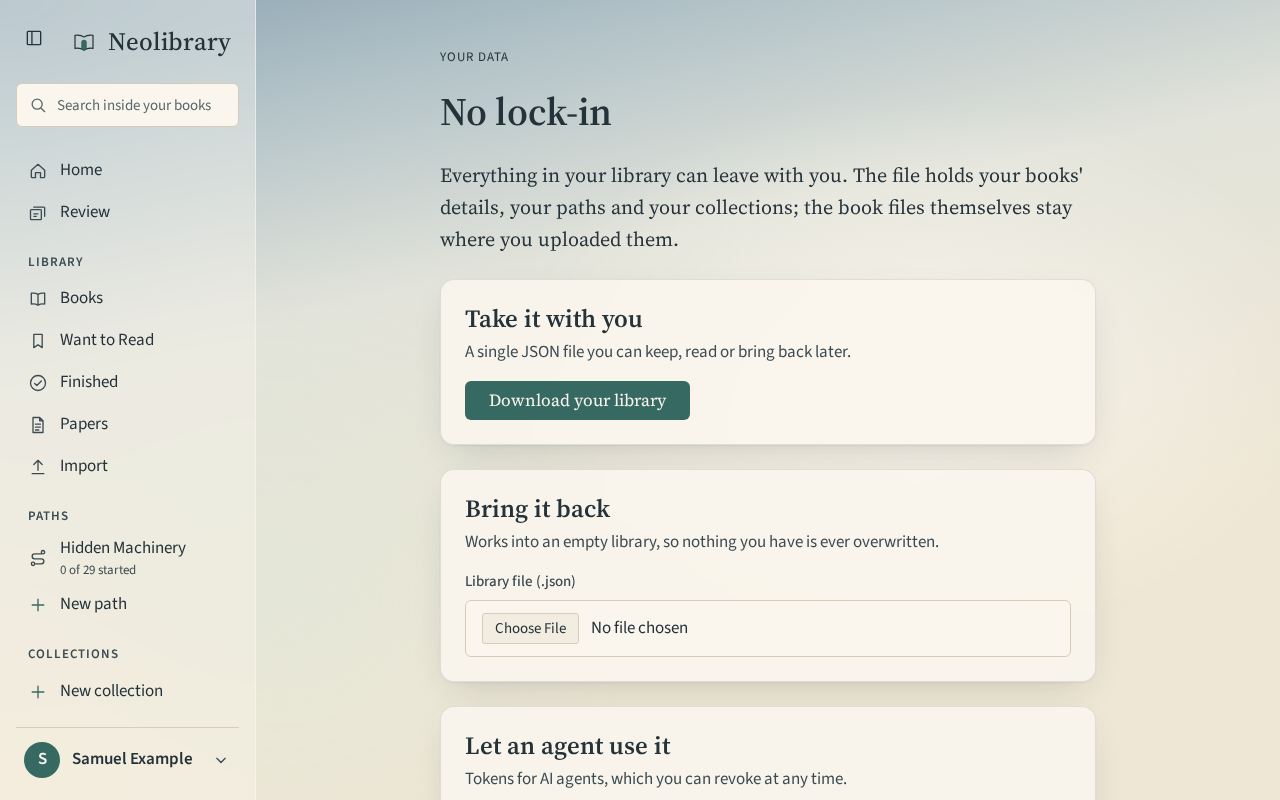 Neolibrary
Search inside your books
Home
Review
LIBRARY
Books
Want to Read
Finished
Papers
Import
PATHS
Hidden Machinery
0 of 29 started
New path
COLLECTIONS
New collection
S
Samuel Example
YOUR DATA
No lock-in
Everything in your library can leave with you. The file holds your books'
details, your paths and your collections; the book files themselves stay
where you uploaded them.
Take it with you
A single JSON file you can keep, read or bring back later.
Download your library
Bring it back
Works into an empty library, so nothing you have is ever overwritten.
Library file (.json)
Choose File No file chosen
Let an agent use it
Tokens for AI agents, which you can revoke at any time.